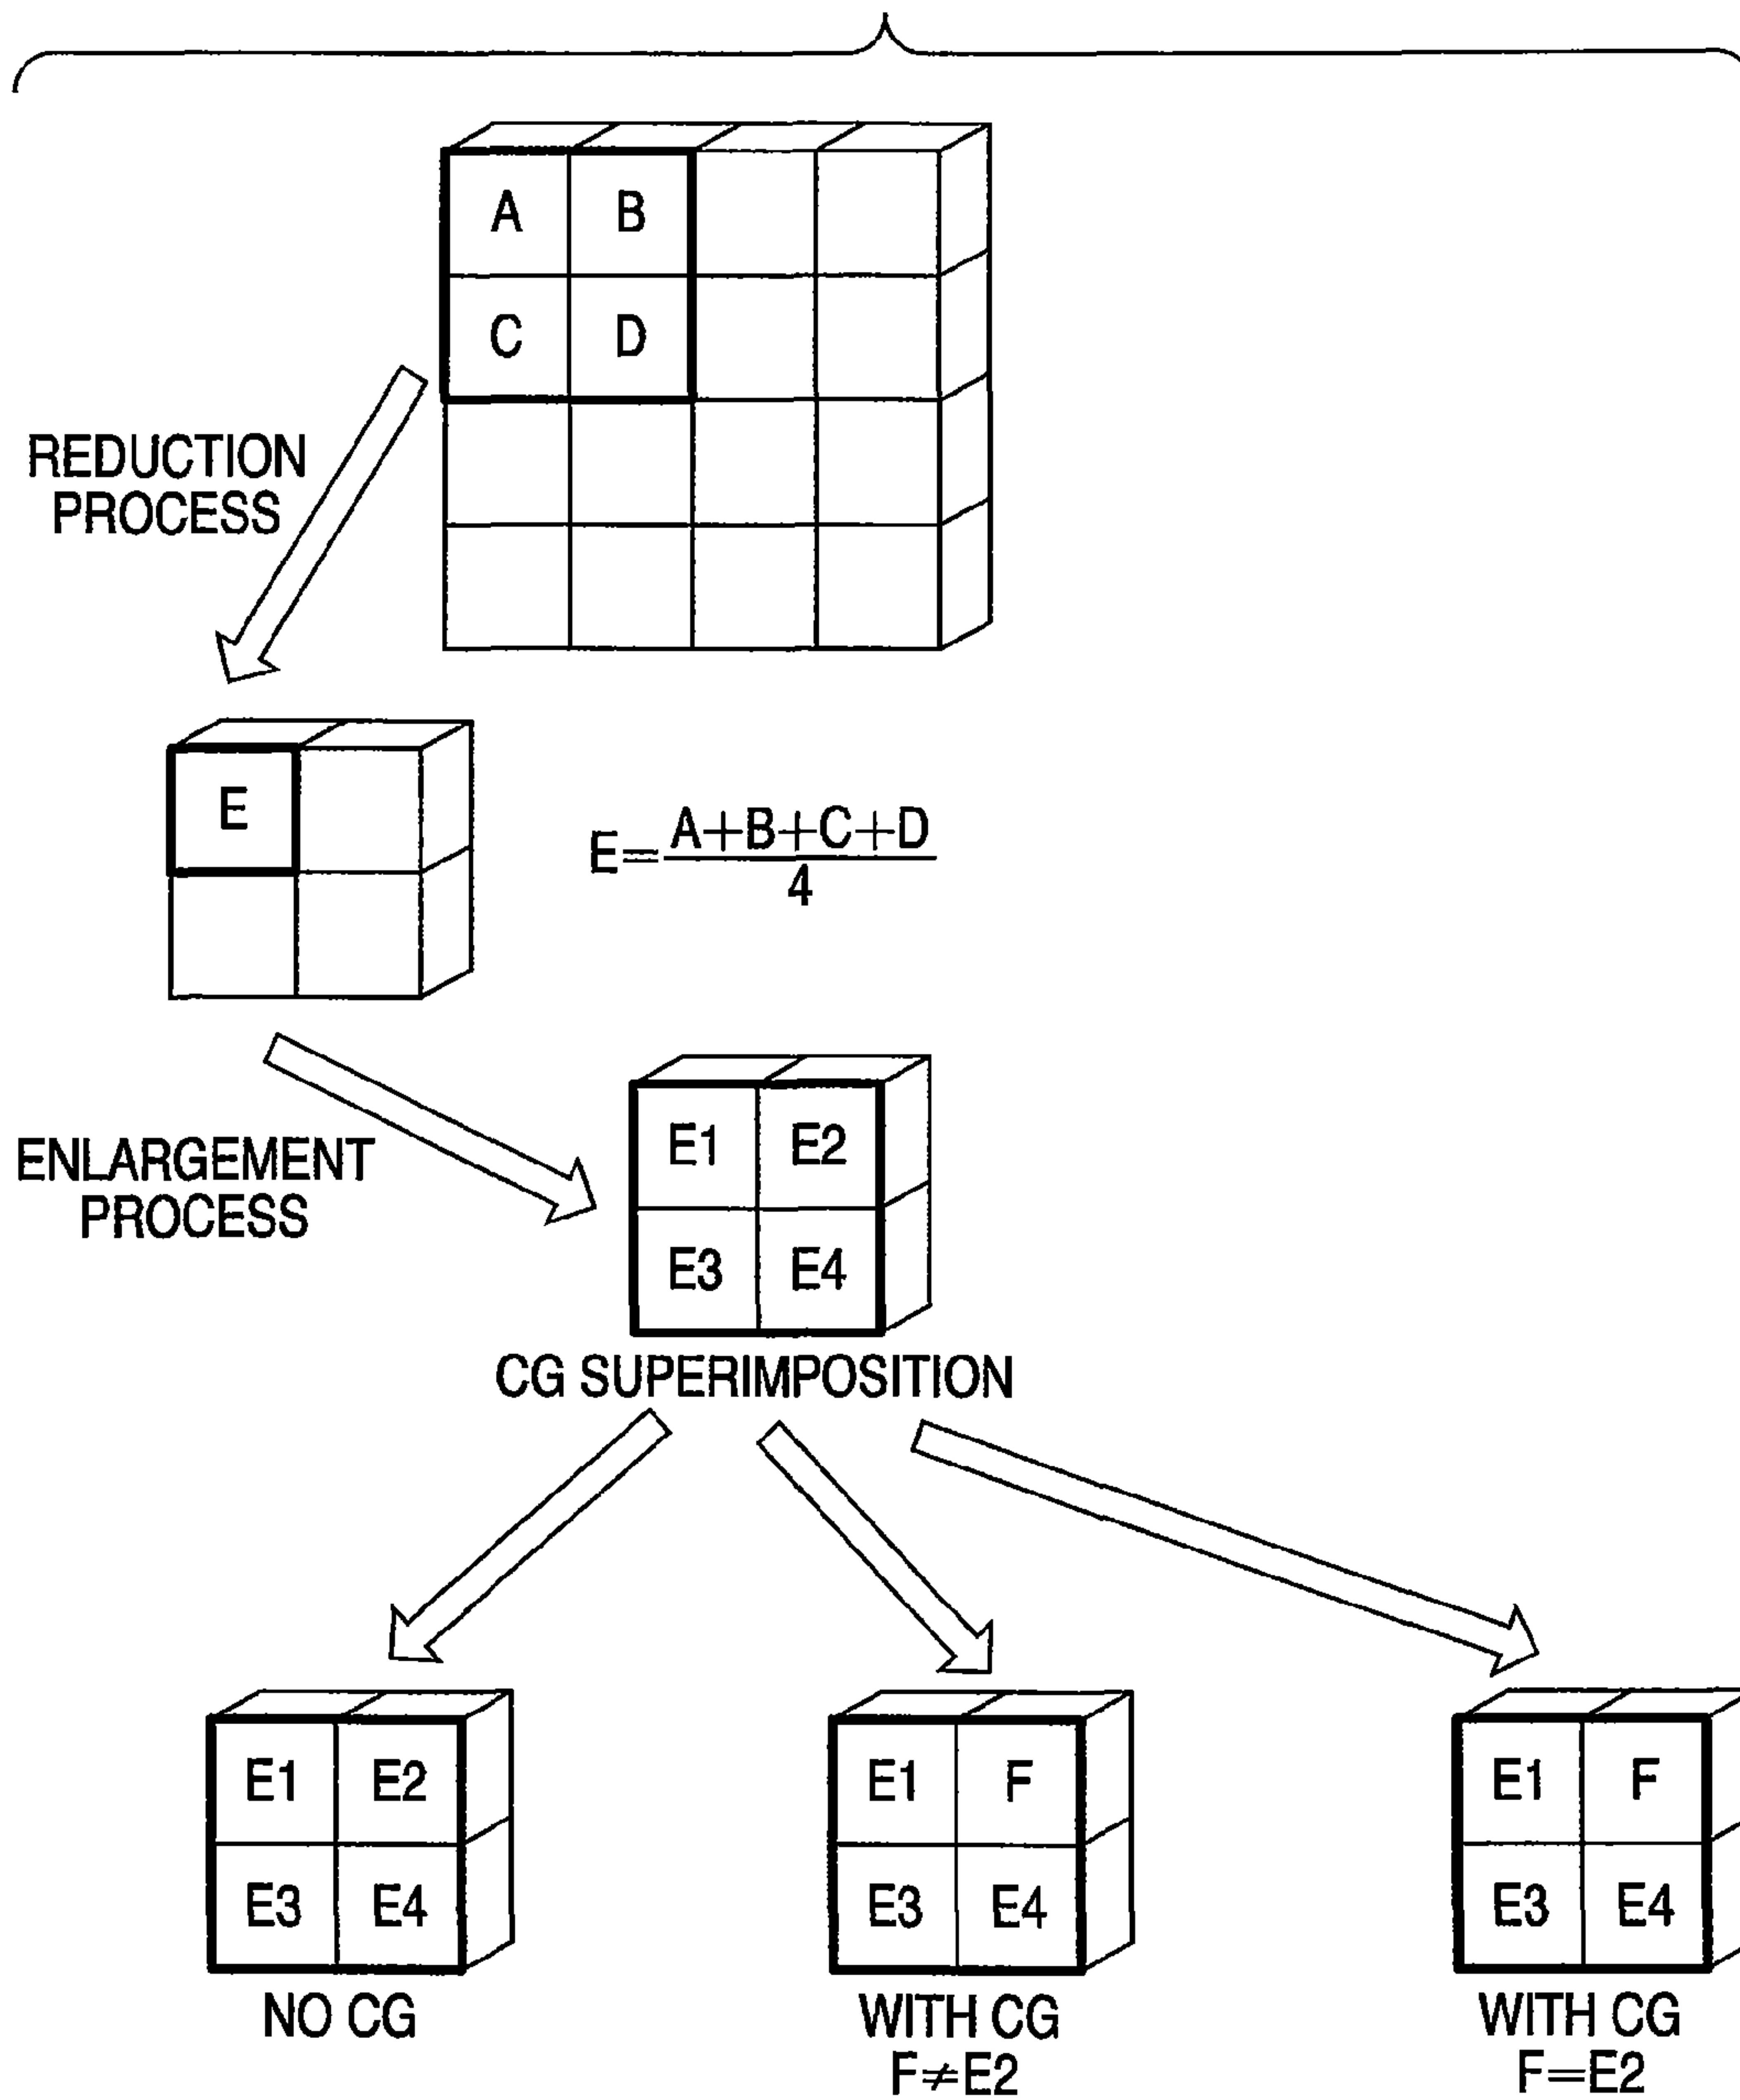 A B
C D
REDUCTION
PROCESS
E
E=A+B+C+D
4
E1 E2
ENLARGEMENT
PROCESS
E3 E4
CG SUPERIMPOSITION
E1 E2
E3 E4
NO CG
E1 F
E3 E4
WITH CG
F≠E2
E1 F
E3 E4
WITH CG
F=E2